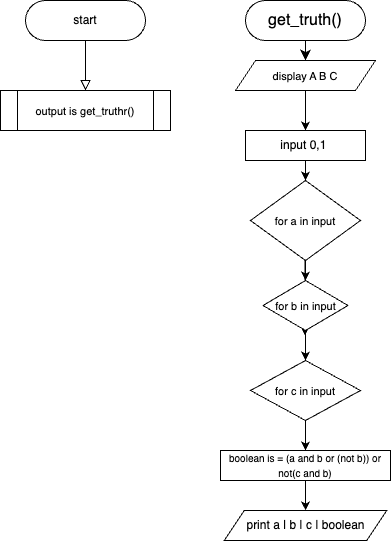 start
output is get_truthr()
get_truth()
display A B C
input 0,1
for a in input
for b in input
for c in input
boolean is = (a and b or (not b)) or
not(c and b)
print a | b | c | boolean